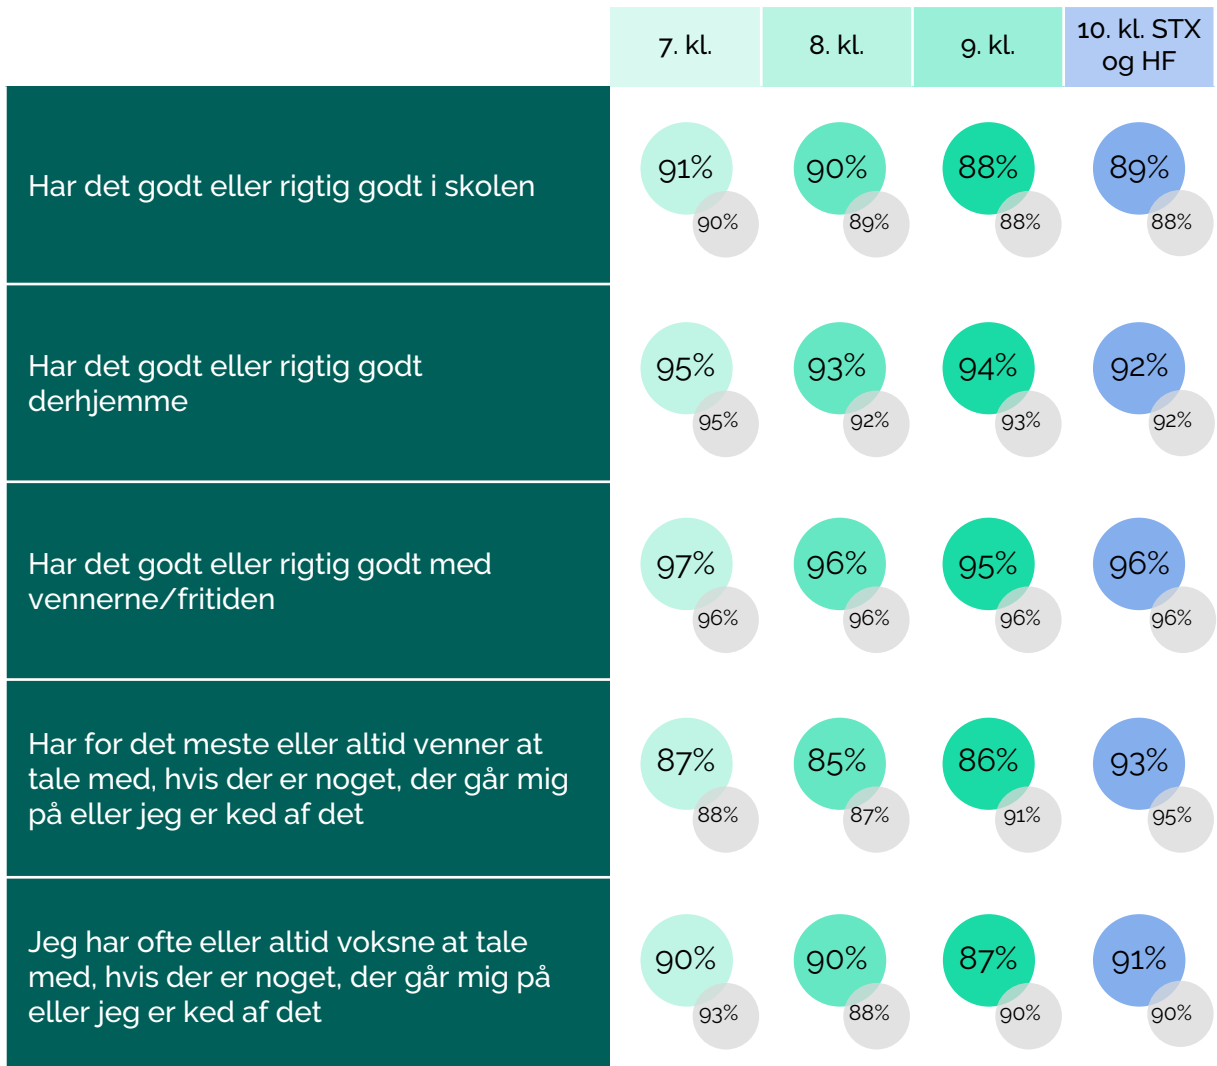 7. kl.
8. kl.
9. kl.
10. kl. STX
og HF
Har det godt eller rigtig godt i skolen
91%
90%
88%
89%
90%
89%
88%
88%
Har det godt eller rigtig godt
derhjemme
95%
93%
94%
92%
95%
92%
93%
92%
Har det godt eller rigtig godt med
vennerne/fritiden
97%
96%
95%
96%
96%
96%
96%
96%
Har for det meste eller altid venner at
tale med, hvis der er noget, der går mig
på eller jeg er ked af det
87%
85%
86%
93%
88%
87%
91%
95%
Jeg har ofte eller altid voksne at tale
med, hvis der er noget, der går mig på
eller jeg er ked af det
90%
90%
87%
91%
93%
88%
90%
90%